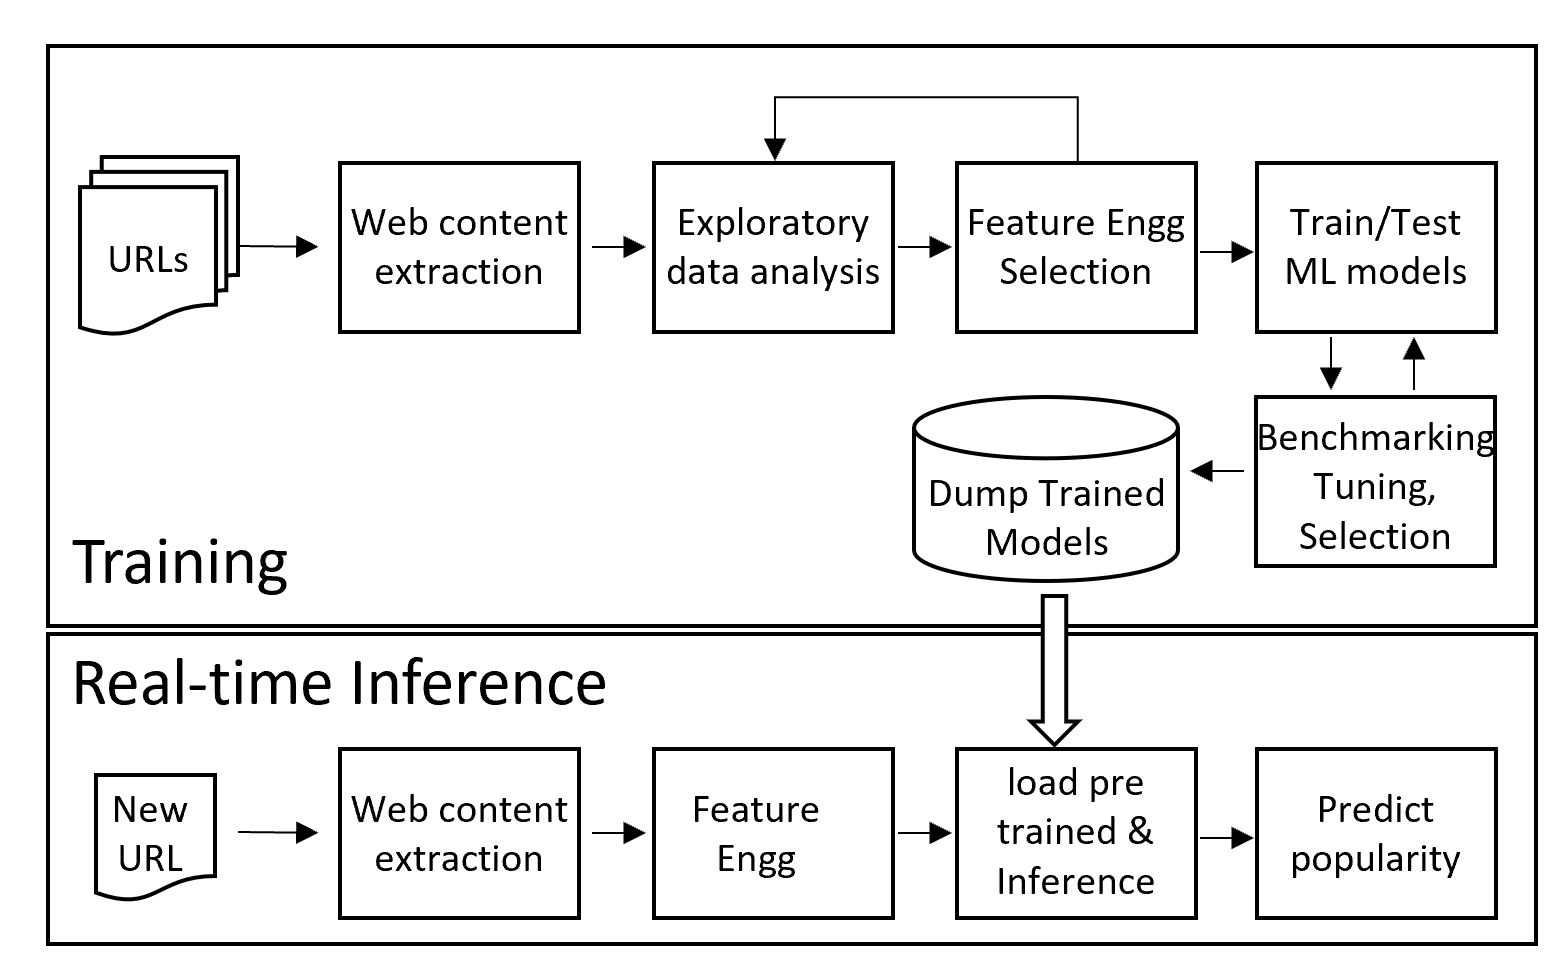 URLs
Web content
extraction
Exploratory
data analysis
Feature Engg
Selection
Train/Test
ML models
Benchmarking
Tuning,
Selection
Dump Trained
Models
Training
Real-time Inference
New
URL
Web content
extraction
Feature
Engg
load pre
trained &
Inference
Predict
popularity